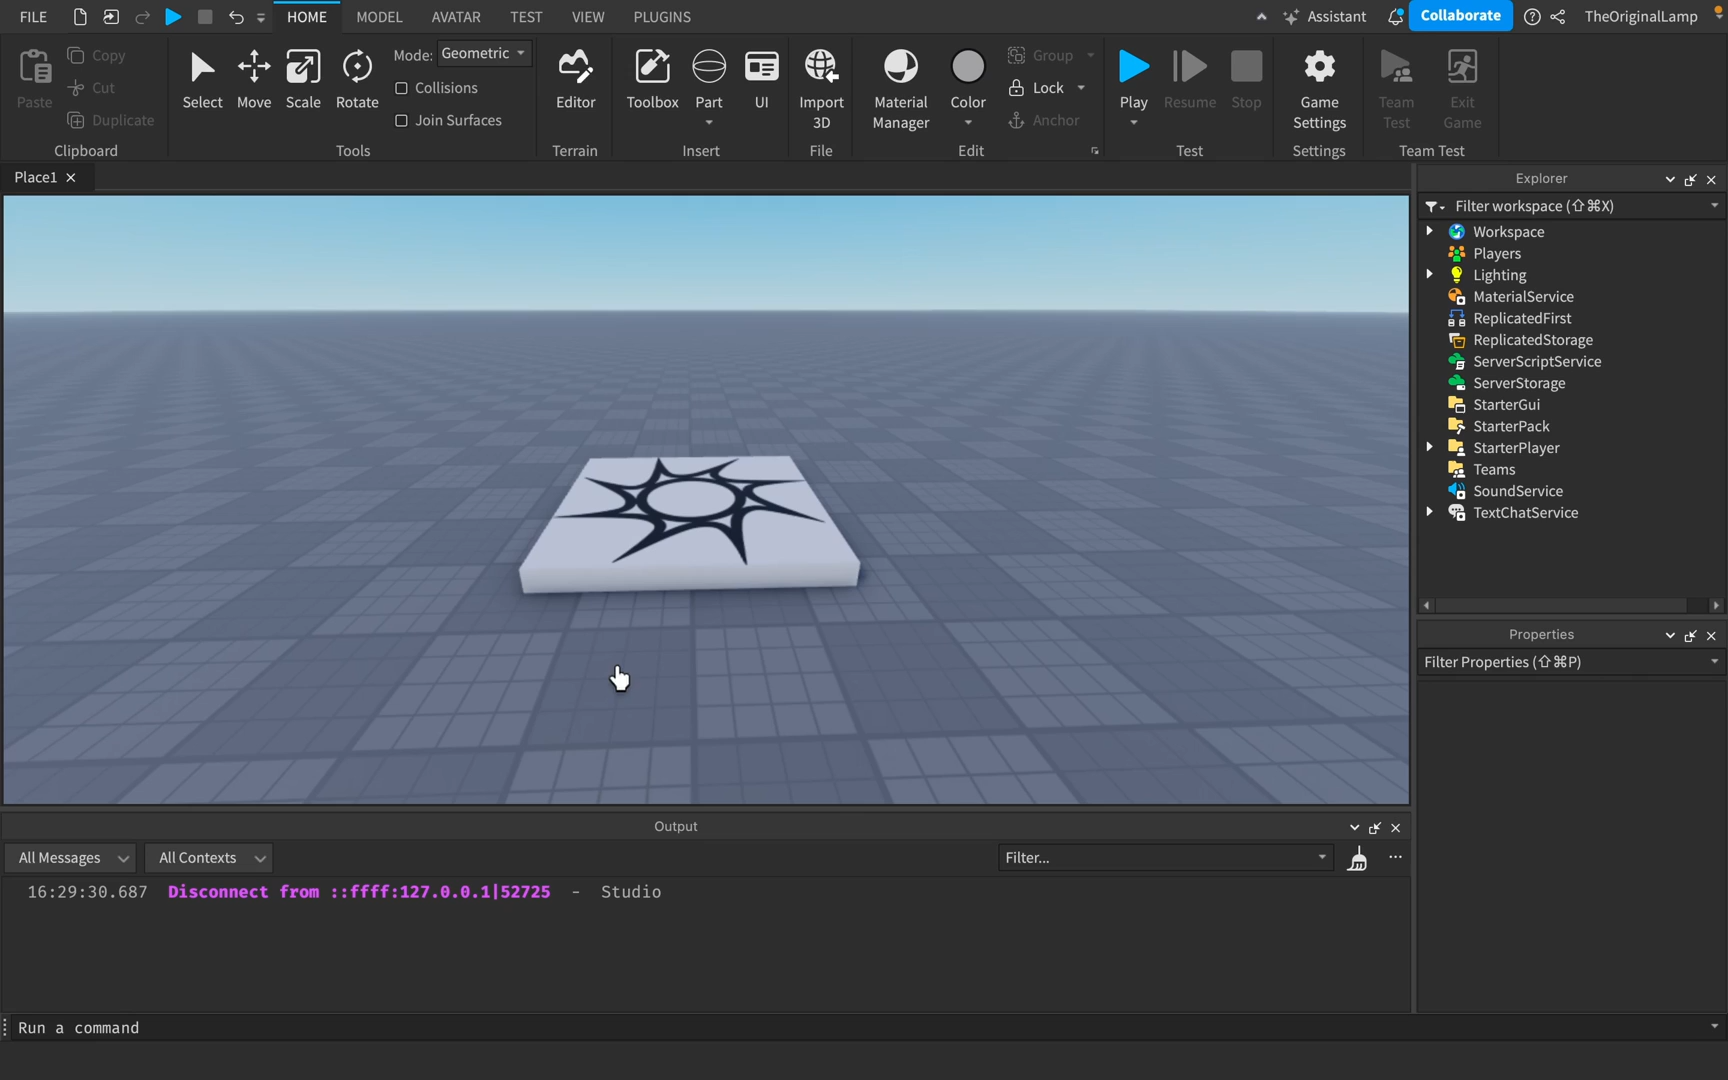 FILE HOME MODEL AVATAR TEST VIEW PLUGINS Assistant Collaborate TheOriginalLamp
Paste Copy Cut Duplicate
Clipboard
Select Move Scale Rotate
Mode: Geometric
Collisions
Join Surfaces
Tools
Editor
Terrain
Toolbox Part UI
Insert
Import 3D
File
Material Manager
Color
Group
Lock
Anchor
Edit
Play Resume Stop
Test
Game Settings
Settings
Team Test
Exit Game
Team Test
Place1
Explorer
Filter workspace (⇧⌘X)
Workspace
Players
Lighting
MaterialService
ReplicatedFirst
ReplicatedStorage
ServerScriptService
ServerStorage
StarterGui
StarterPack
StarterPlayer
Teams
SoundService
TextChatService
Properties
Filter Properties (⇧⌘P)
Output
All Messages All Contexts Filter...
16:29:30.687 Disconnect from ::ffff:127.0.0.1|52725 - Studio
Run a command